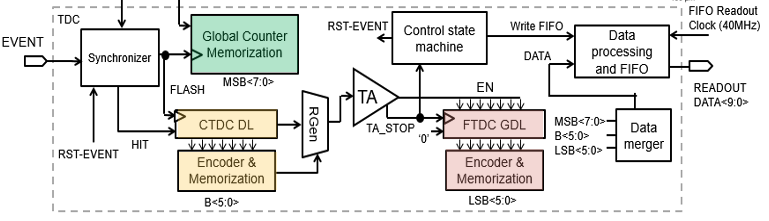 TDC
EVENT
Synchronizer
Global Counter
Memorization
MSB<7:0>
FLASH
HIT
RST-EVENT
CTDC DL
Encoder &
Memorization
B<5:0>
RGen
TA
TA_STOP
RST-EVENT
Control state
machine
Write FIFO
DATA
EN
'0'
FTDC GDL
Encoder &
Memorization
LSB<5:0>
Data
processing
and FIFO
FIFO Readout
Clock (40MHz)
READOUT
DATA<9:0>
MSB<7:0>
B<5:0>
LSB<5:0>
Data
merger